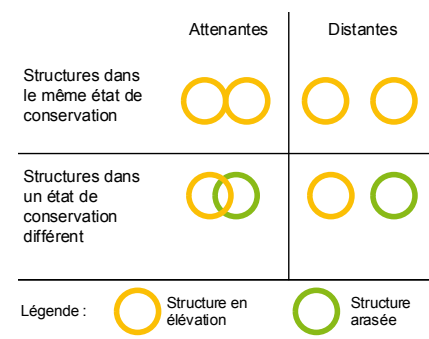 Attenantes
Distantes
Structures dans
le même état de
conservation
Structures dans
un état de
conservation
différent
Légende :
Structure en
élévation
Structure
arasée